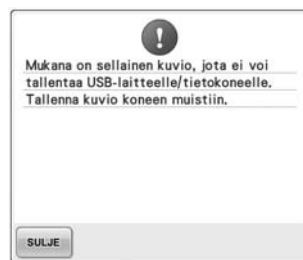 Mukana on sellainen kuvio, jota ei voi
tallentaa USB-laitteelle/tietokoneelle.
Tallenna kuvio koneen muistiin.
SULJE